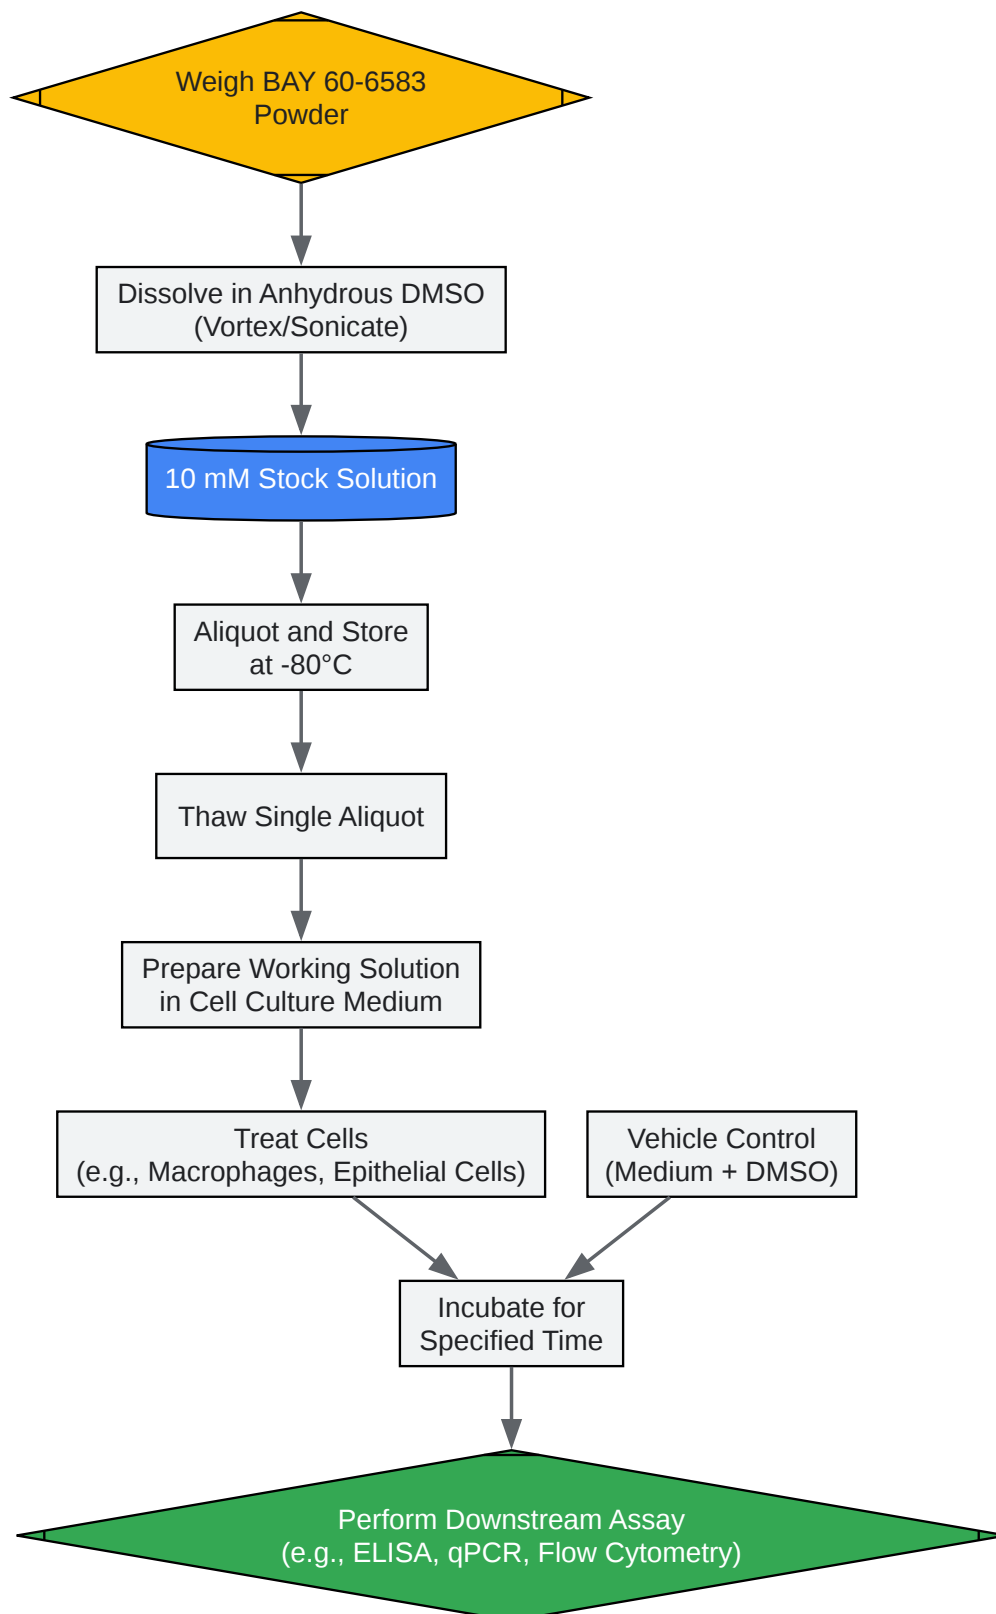 Weigh BAY 60-6583
Powder
Dissolve in Anhydrous DMSO
(Vortex/Sonicate)
10 mM Stock Solution
Aliquot and Store
at -80°C
Thaw Single Aliquot
Prepare Working Solution
in Cell Culture Medium
Treat Cells
(e.g., Macrophages, Epithelial Cells)
Vehicle Control
(Medium + DMSO)
Incubate for
Specified Time
Perform Downstream Assay
(e.g., ELISA, qPCR, Flow Cytometry)